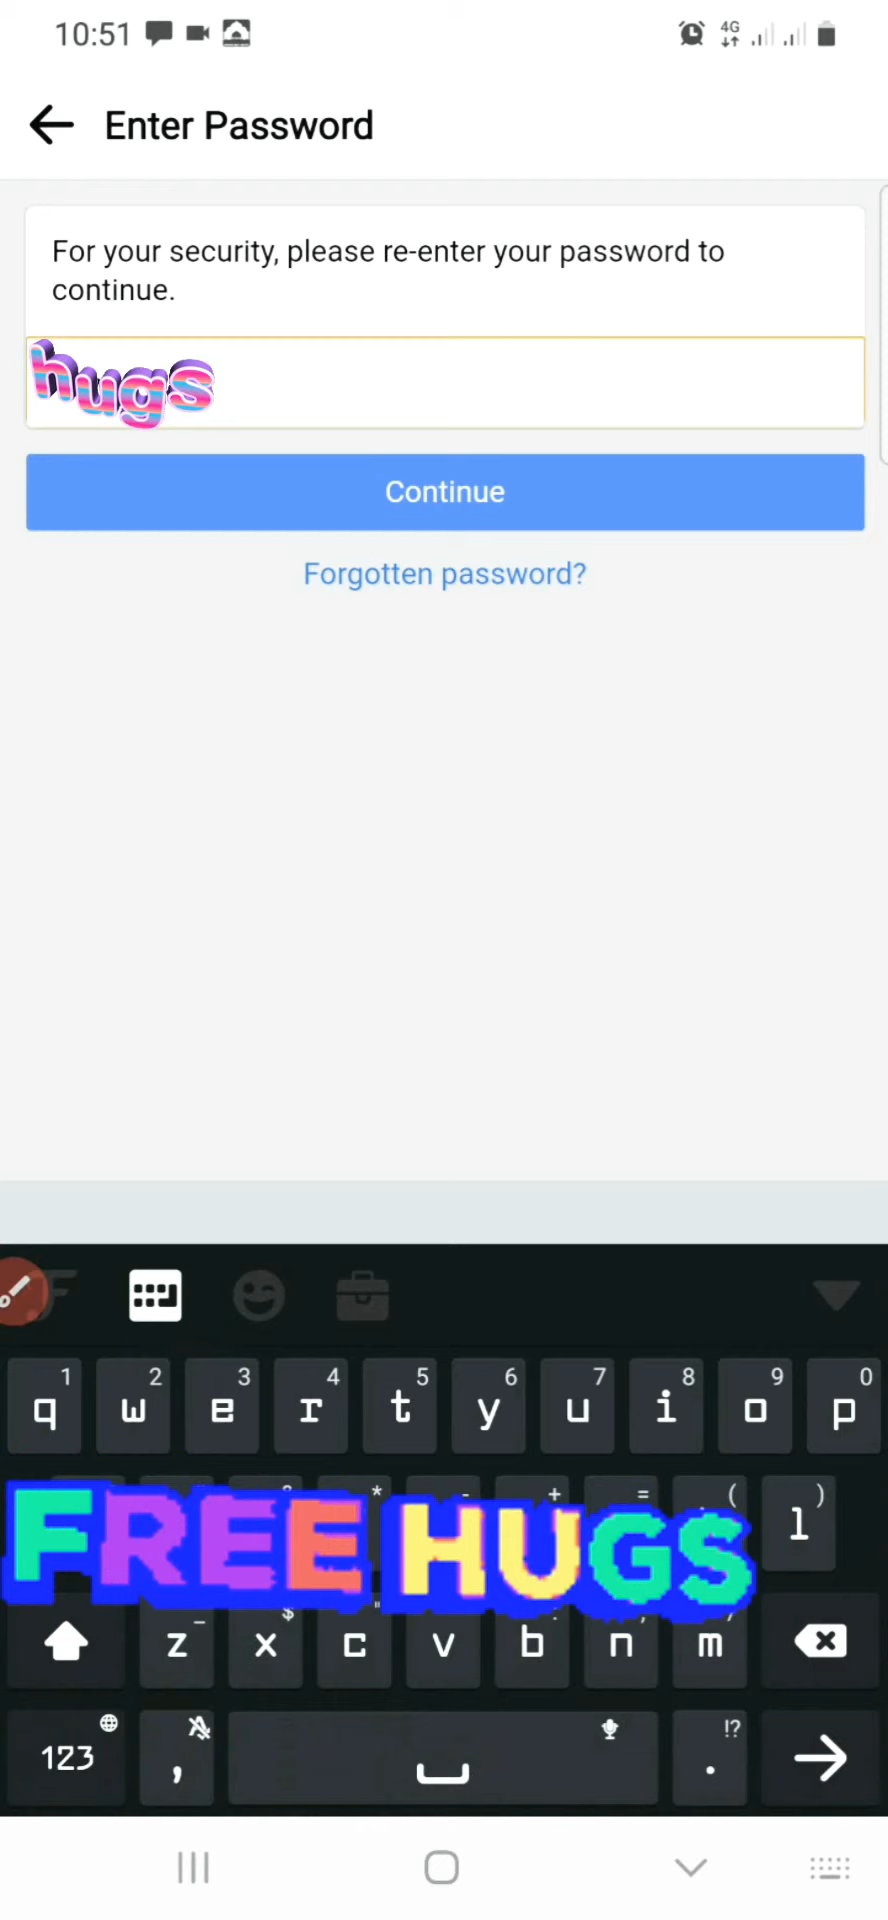 10:51 4G
Enter Password
For your security, please re-enter your password to
continue.
hugs
Continue
Forgotten password?
F
1 2 3 4 5 6 7 8 9 0
q w e r t y u i o p
* - + = ( )
l
FREE HUGS
_ $ " : ; /
z x c v b n m
!?
123 , .